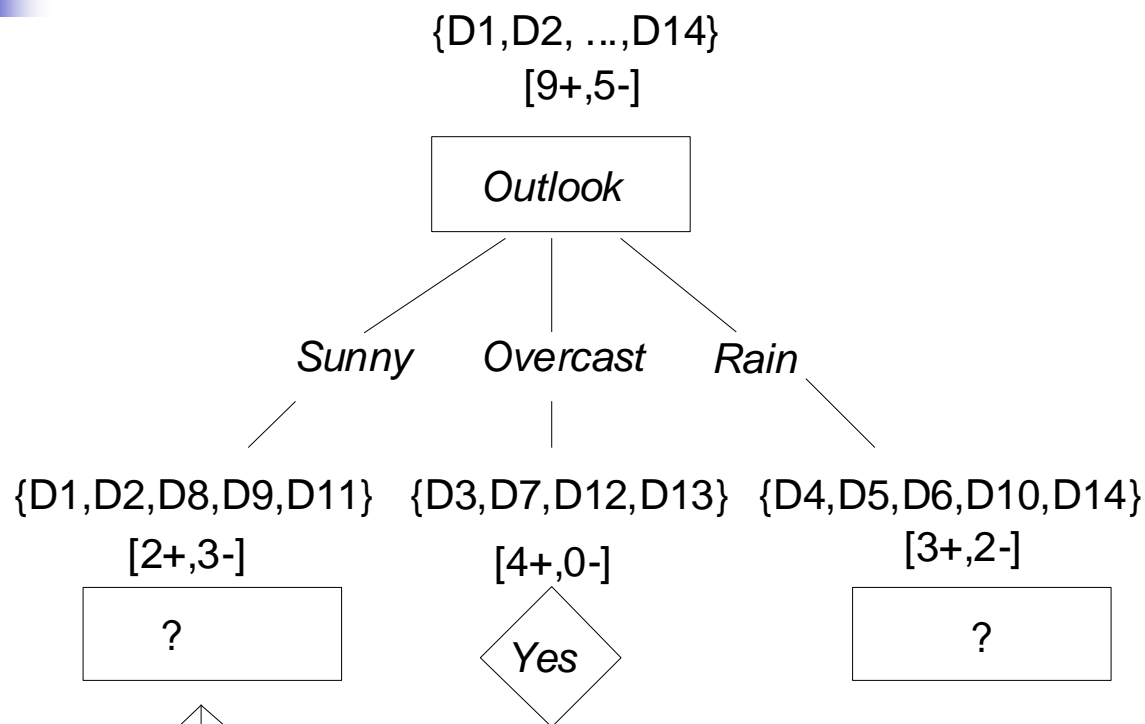 {D1,D2, ...,D14}
[9+,5-]
Outlook
Sunny Overcast Rain
{D1,D2,D8,D9,D11} {D3,D7,D12,D13} {D4,D5,D6,D10,D14}
[2+,3-] [4+,0-] [3+,2-]
? Yes ?